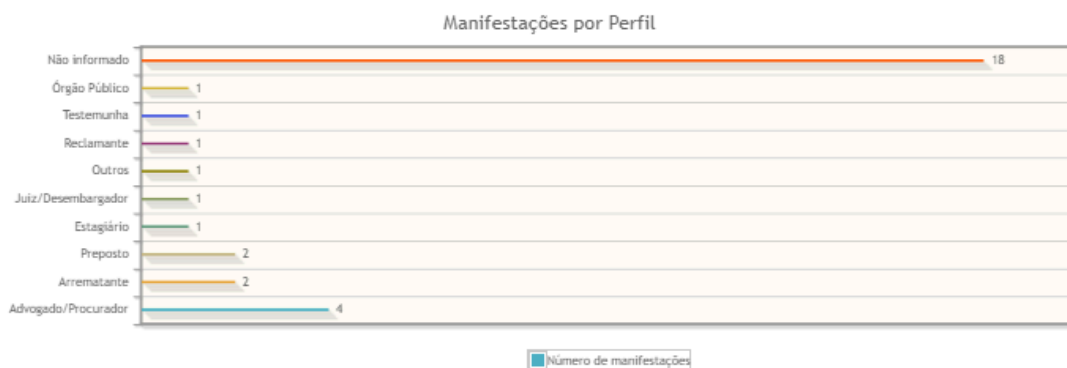 Manifestações por Perfil
Não informado 18
Órgão Público 1
Testemunha 1
Reclamante 1
Outros 1
Juiz/Desembargador 1
Estagiário 1
Preposto 2
Arrematante 2
Advogado/Procurador 4
Número de manifestações